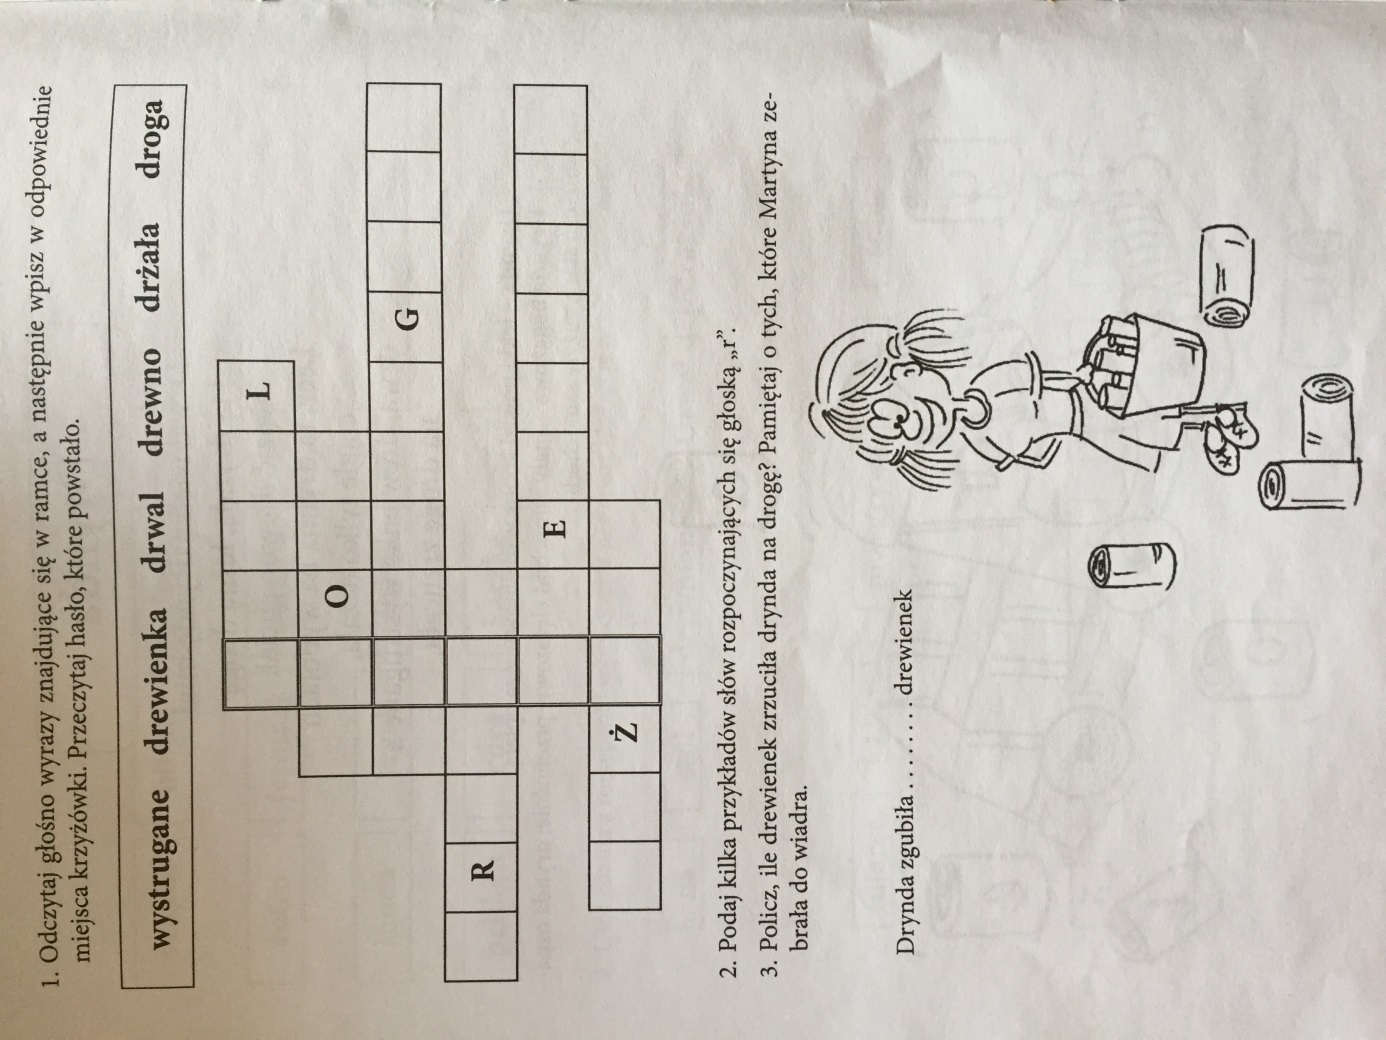 1. Odczytaj głośno wyrazy znajdujące się w ramce, a następnie wpisz w odpowiednie
miejsca krzyżówki. Przeczytaj hasło, które powstało.
wystrugane drewienka drwal drewno drżała droga
L
O
G
R
E
Ż
2. Podaj kilka przykładów słów rozpoczynających się głoską „r”.
3. Policz, ile drewienek zrzuciła drynda na drogę? Pamiętaj o tych, które Martyna ze-
brała do wiadra.
Drynda zgubiła......... drewienek